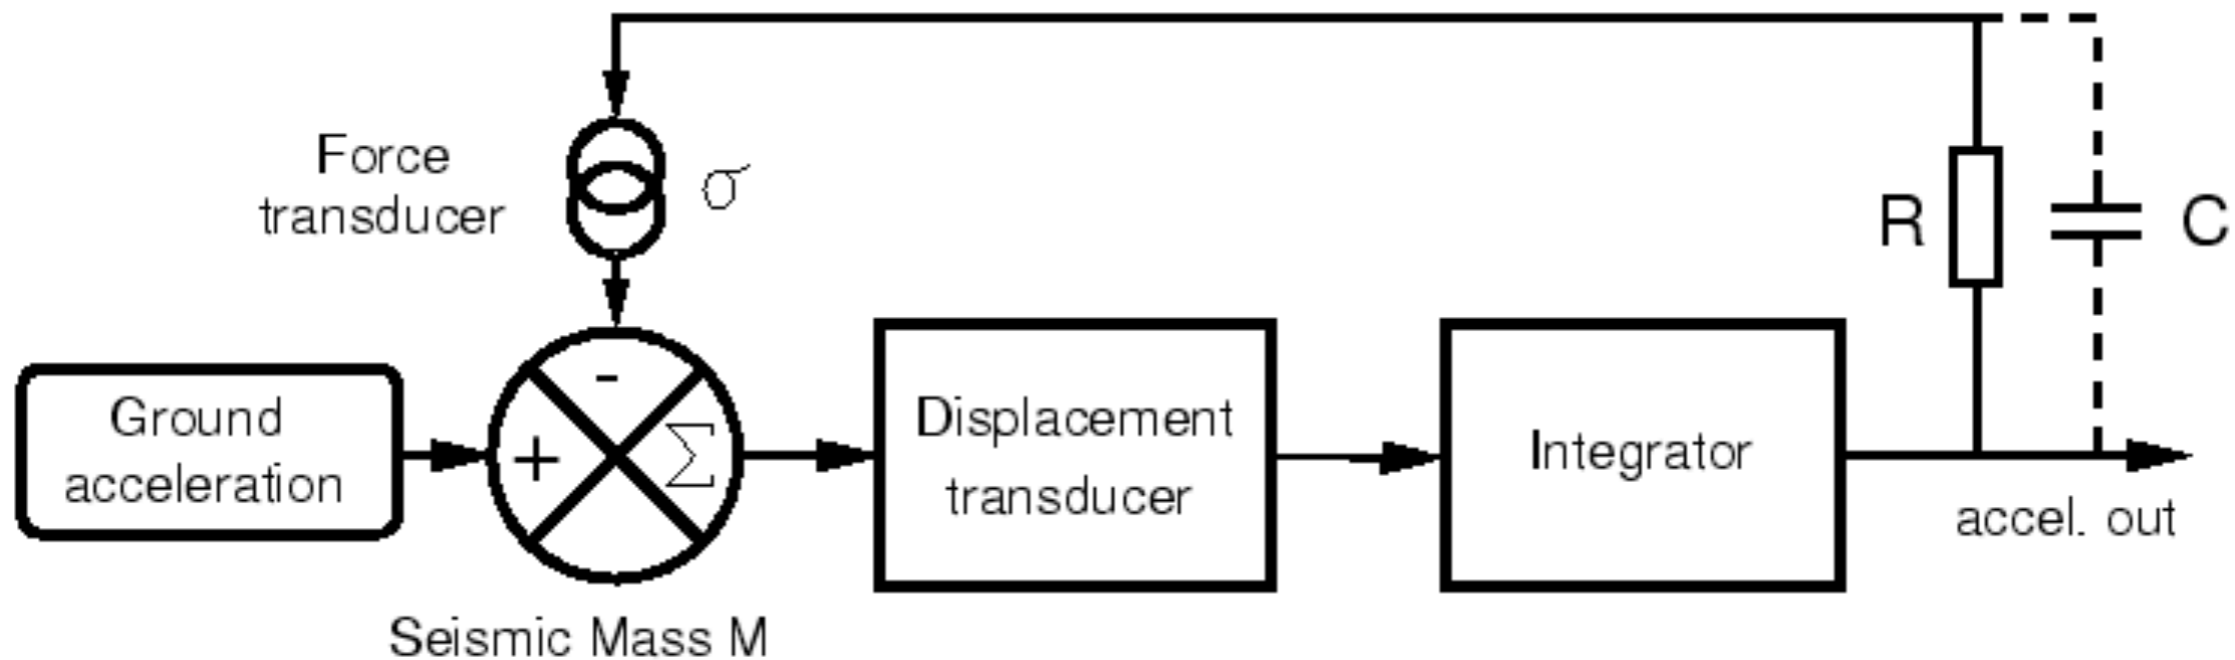 Force
transducer
σ
R
C
-
+
Σ
Ground
acceleration
Displacement
transducer
Integrator
accel. out
Seismic Mass M